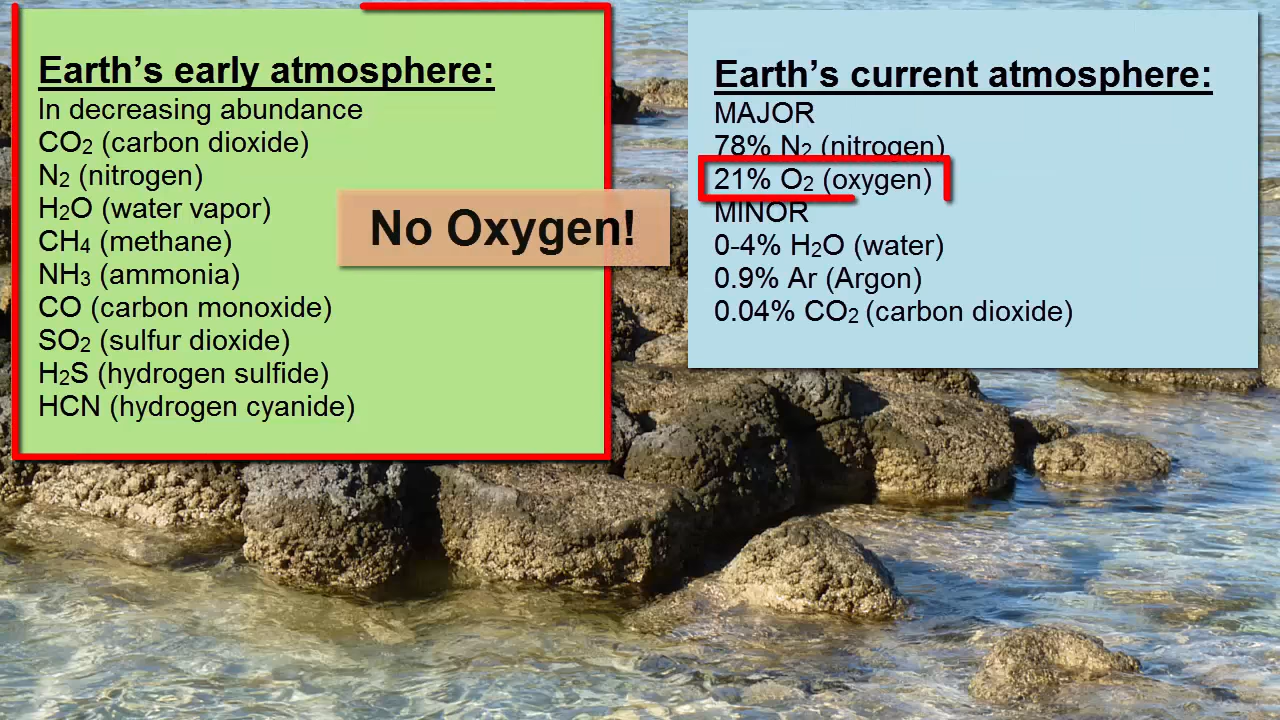 Earth's early atmosphere:
In decreasing abundance
CO₂ (carbon dioxide)
N₂ (nitrogen)
H₂O (water vapor)
CH₄ (methane)
NH₃ (ammonia)
CO (carbon monoxide)
SO₂ (sulfur dioxide)
H₂S (hydrogen sulfide)
HCN (hydrogen cyanide)
No Oxygen!
Earth's current atmosphere:
MAJOR
78% N₂ (nitrogen)
21% O₂ (oxygen)
MINOR
0-4% H₂O (water)
0.9% Ar (Argon)
0.04% CO₂ (carbon dioxide)